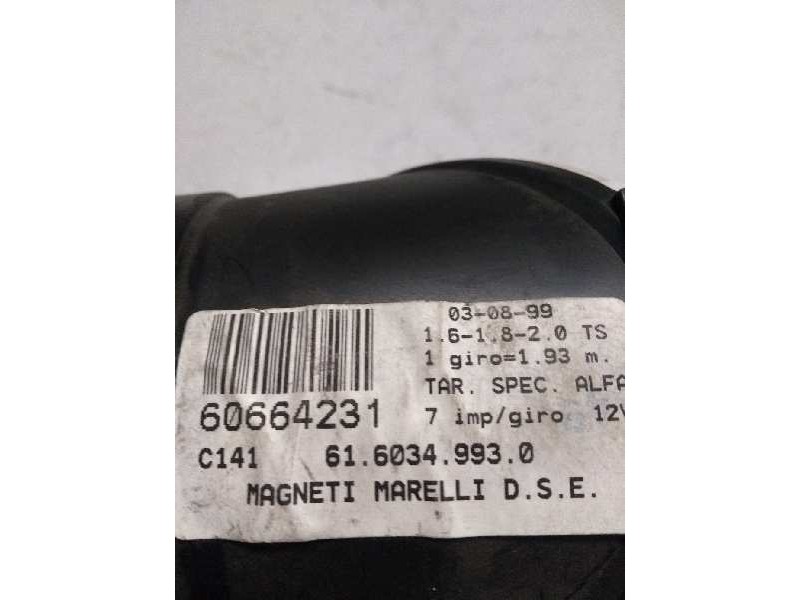 03-08-99
1.6-1.8-2.0 TS
1 giro=1.93 m.
TAR. SPEC. ALFA
60664231
7 imp/giro 12V
C141 61.6034.993.0
MAGNETI MARELLI D.S.E.